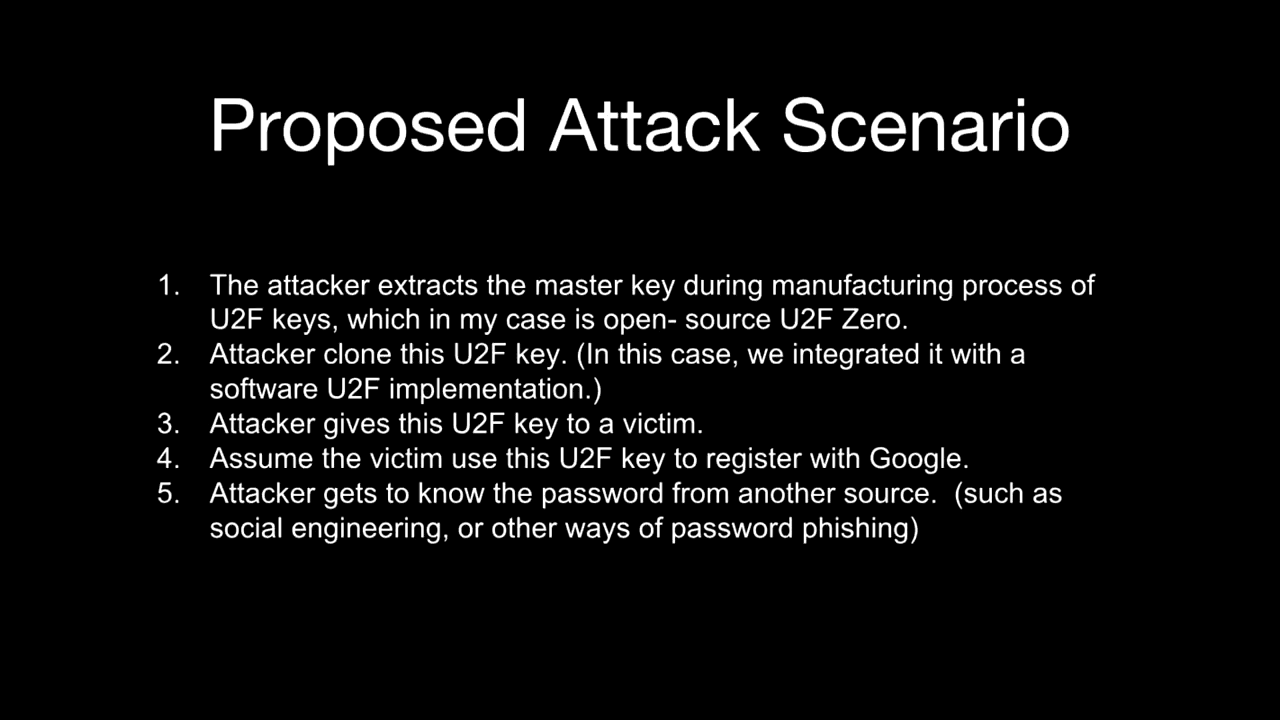 Proposed Attack Scenario
1. The attacker extracts the master key during manufacturing process of
U2F keys, which in my case is open- source U2F Zero.
2. Attacker clone this U2F key. (In this case, we integrated it with a
software U2F implementation.)
3. Attacker gives this U2F key to a victim.
4. Assume the victim use this U2F key to register with Google.
5. Attacker gets to know the password from another source.  (such as
social engineering, or other ways of password phishing)